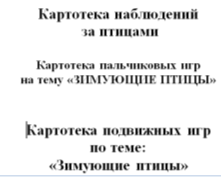 Картотека наблюдений
за птицами
Картотека пальчиковых игр
на тему «ЗИМУЮЩИЕ ПТИЦЫ»
Картотека подвижных игр
по теме:
«Зимующие птицы»